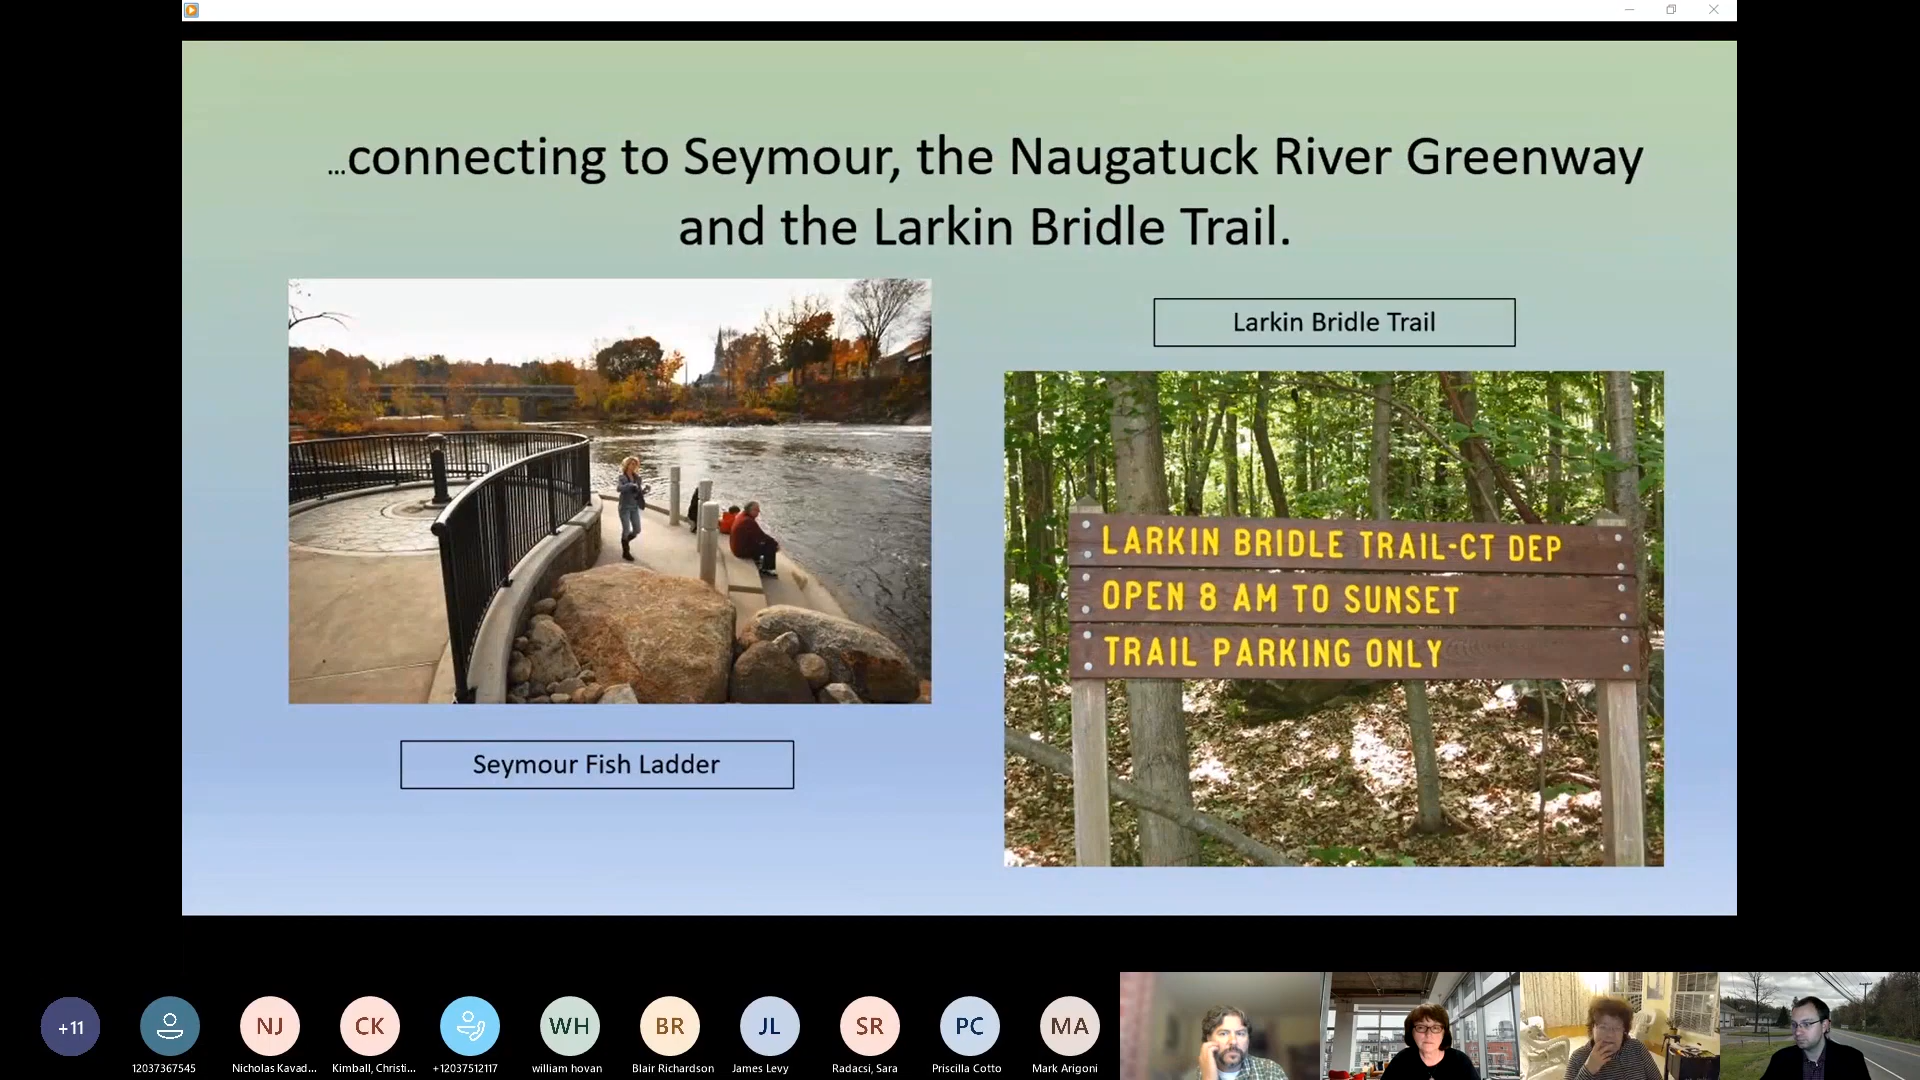 ...connecting to Seymour, the Naugatuck River Greenway
and the Larkin Bridle Trail.
Larkin Bridle Trail
LARKIN BRIDLE TRAIL-CT DEP
OPEN 8 AM TO SUNSET
TRAIL PARKING ONLY
Seymour Fish Ladder
+11
NJ
CK
WH
BR
JL
SR
PC
MA
12037367545
Nicholas Kavad...
Kimball, Christi...
+12037512117
william hovan
Blair Richardson
James Levy
Radacsi, Sara
Priscilla Cotto
Mark Arigoni